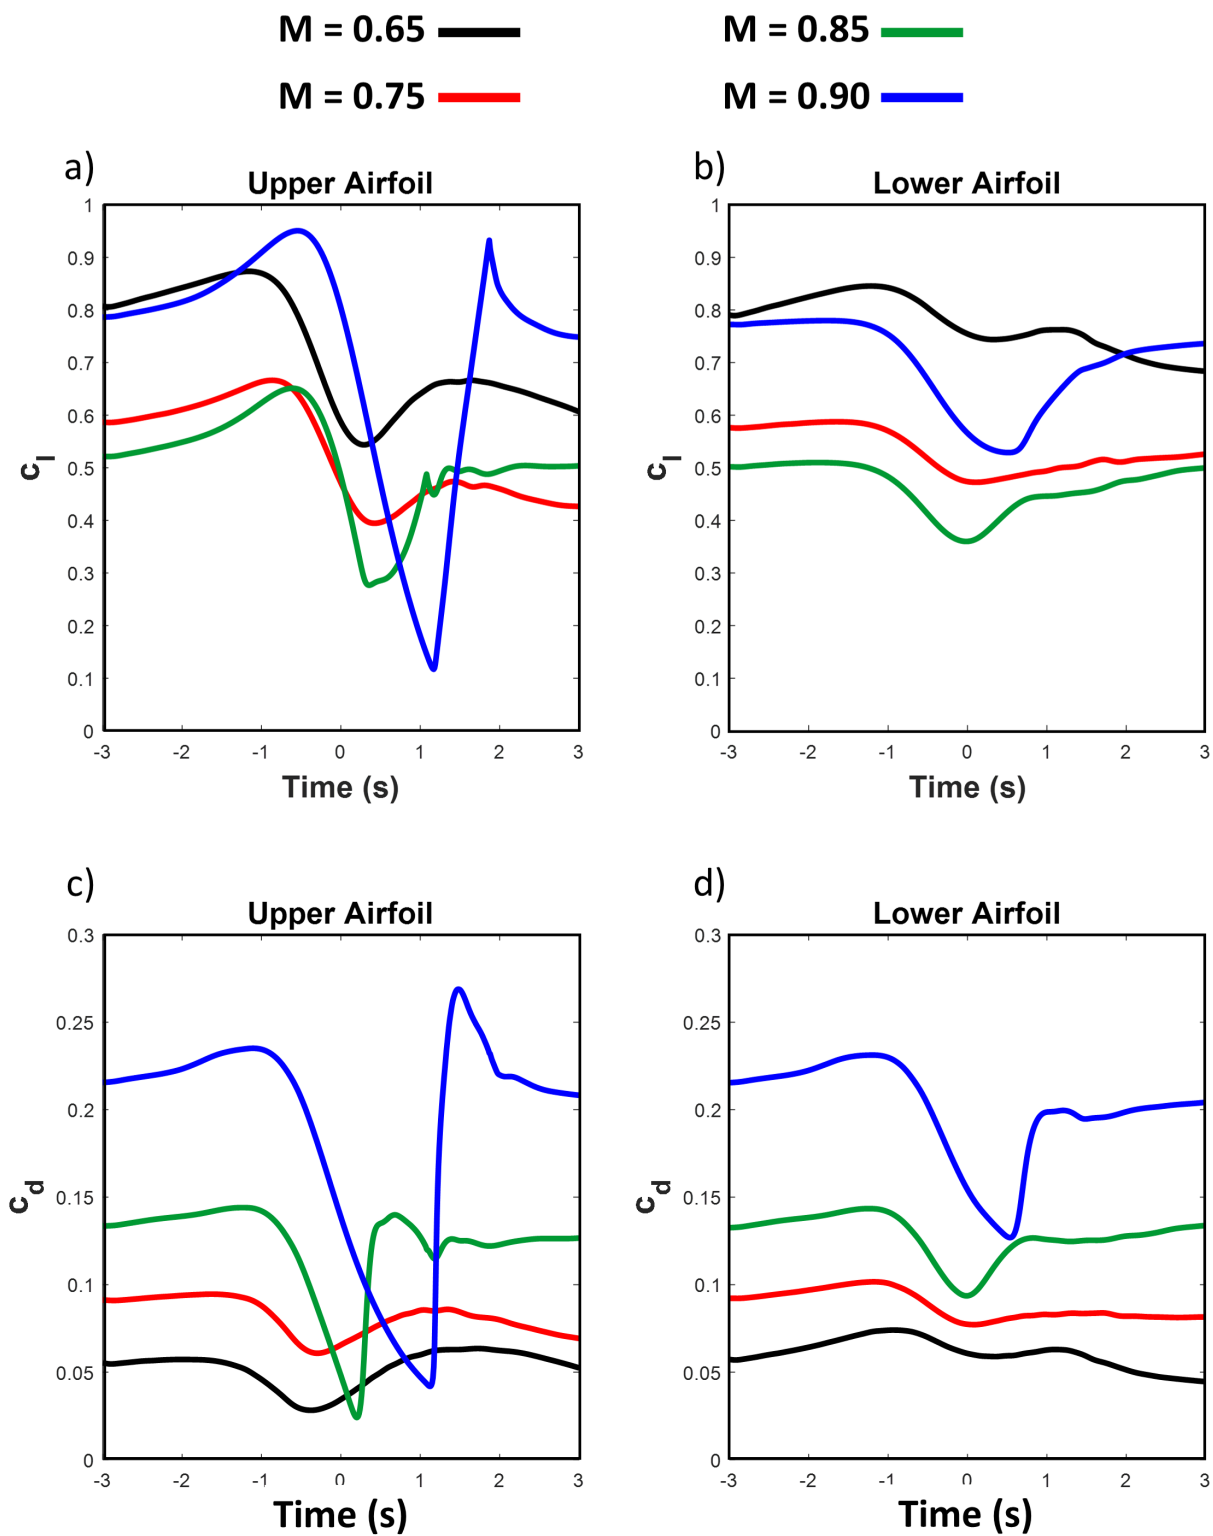 M = 0.65 M = 0.85
M = 0.75 M = 0.90
a) b)
Upper Airfoil Lower Airfoil
1 1
0.9 0.9
0.8 0.8
0.7 0.7
0.6 0.6
0.5 0.5
0.4 0.4
0.3 0.3
0.2 0.2
0.1 0.1
0 0
cl cl
-3 -2 -1 0 1 2 3 -3 -2 -1 0 1 2 3
Time (s) Time (s)
c) d)
Upper Airfoil Lower Airfoil
0.3 0.3
0.25 0.25
0.2 0.2
0.15 0.15
0.1 0.1
0.05 0.05
0 0
cd cd
-3 -2 -1 0 1 2 3 -3 -2 -1 0 1 2 3
Time (s) Time (s)